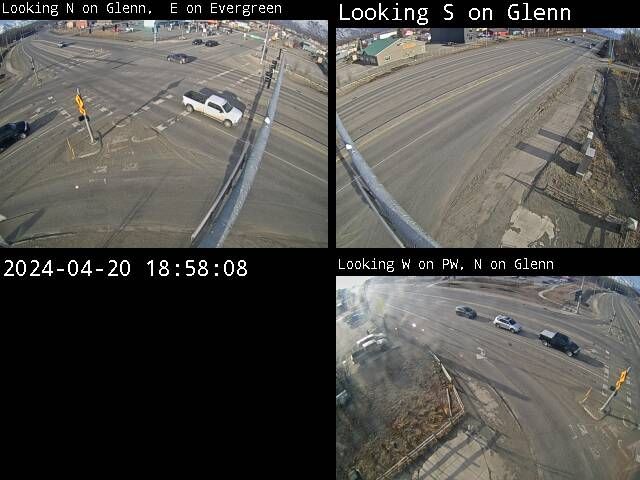 Looking N on Glenn, E on Evergreen
Looking S on Glenn
2024-04-20 18:58:08
Looking W on PW, N on Glenn